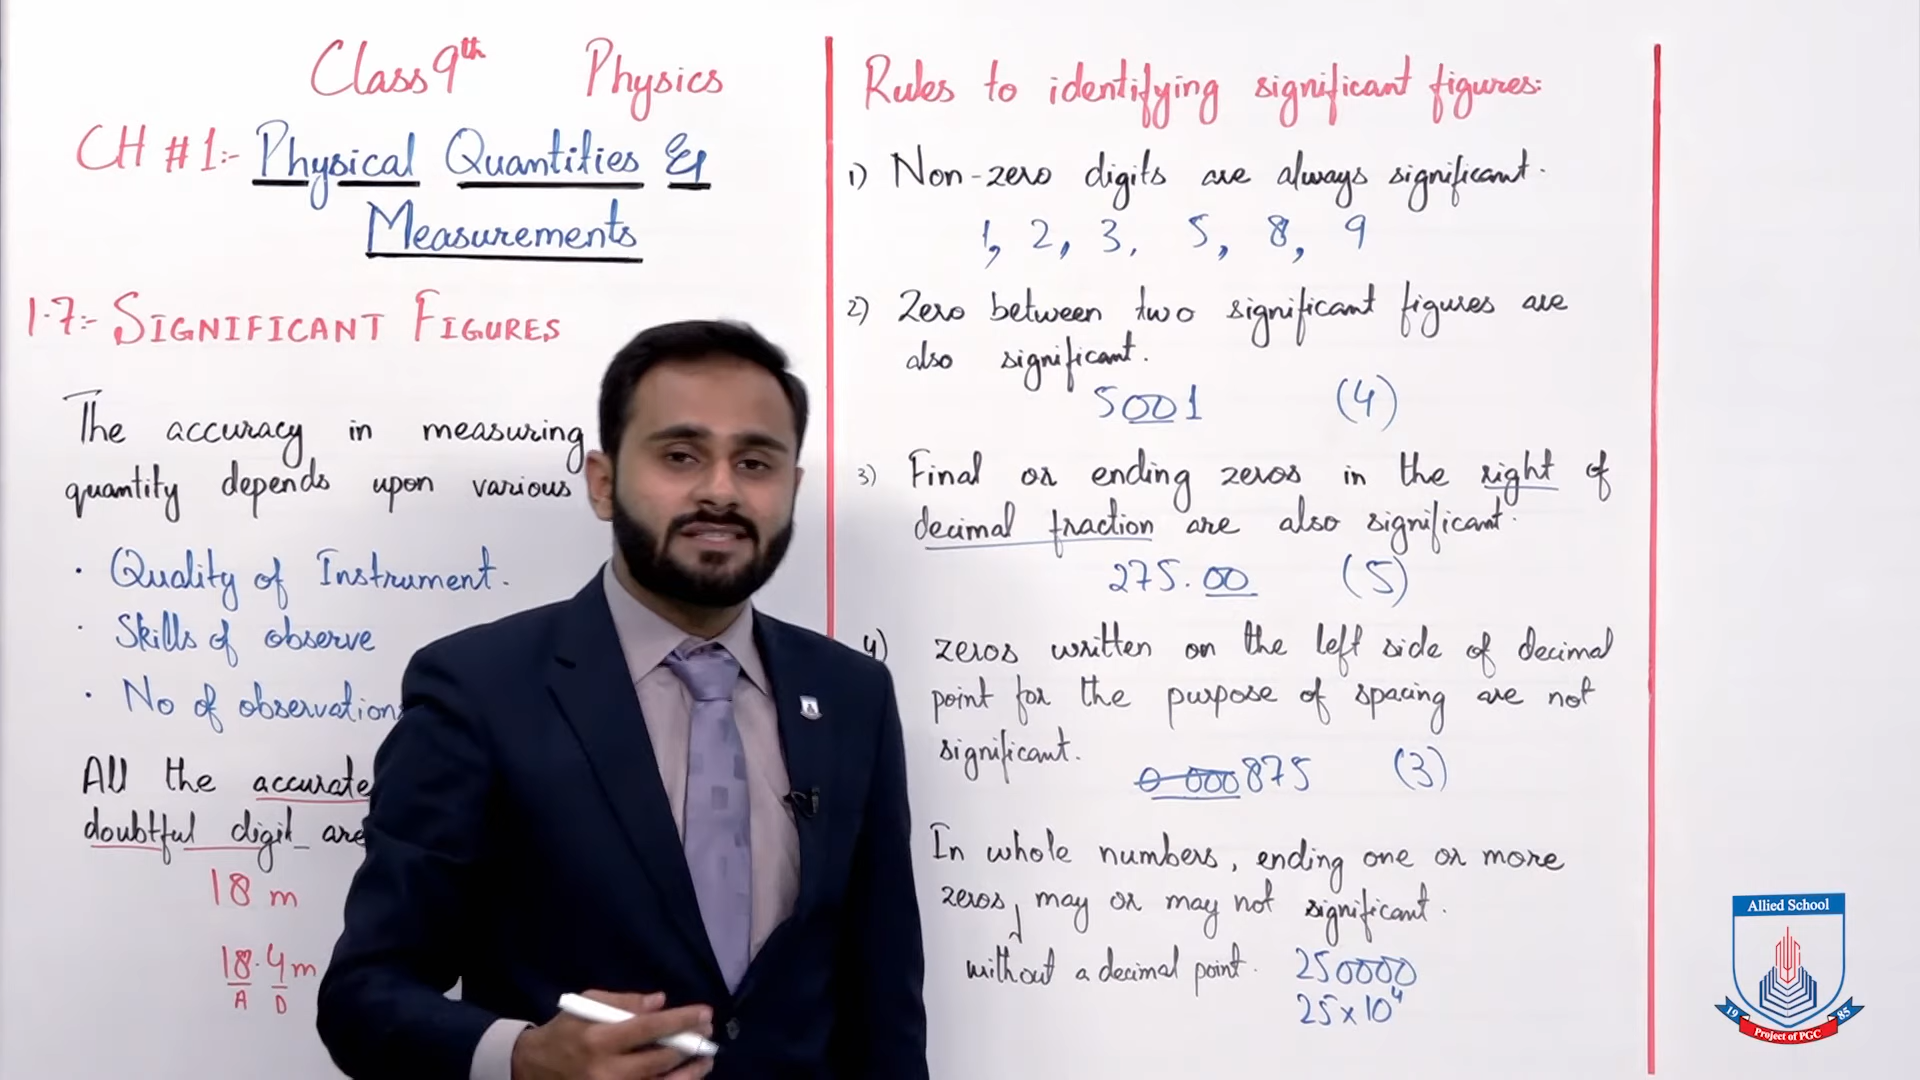 Class 9th Physics
CH # 1:- Physical Quantities &
Measurements
1.7:- SIGNIFICANT FIGURES
The accuracy in measuring
quantity depends upon various
· Quality of Instrument.
· Skills of observe
· No of observations
All the accurate
doubtful digit are
18 m
18.4 m
A D
Rules to identifying significant figures:
1) Non-zero digits are always significant.
1, 2, 3, 5, 8, 9
2) Zero between two significant figures are
also significant.
5001 (4)
3) Final or ending zeros in the right of
decimal fraction are also significant.
275.00 (5)
4) zeros written on the left side of decimal
point for the purpose of spacing are not
significant.
0 000875 (3)
In whole numbers, ending one or more
zeros, may or may not significant.
without a decimal point. 250000
25×10⁴
Allied School
19 85
Project of PGC